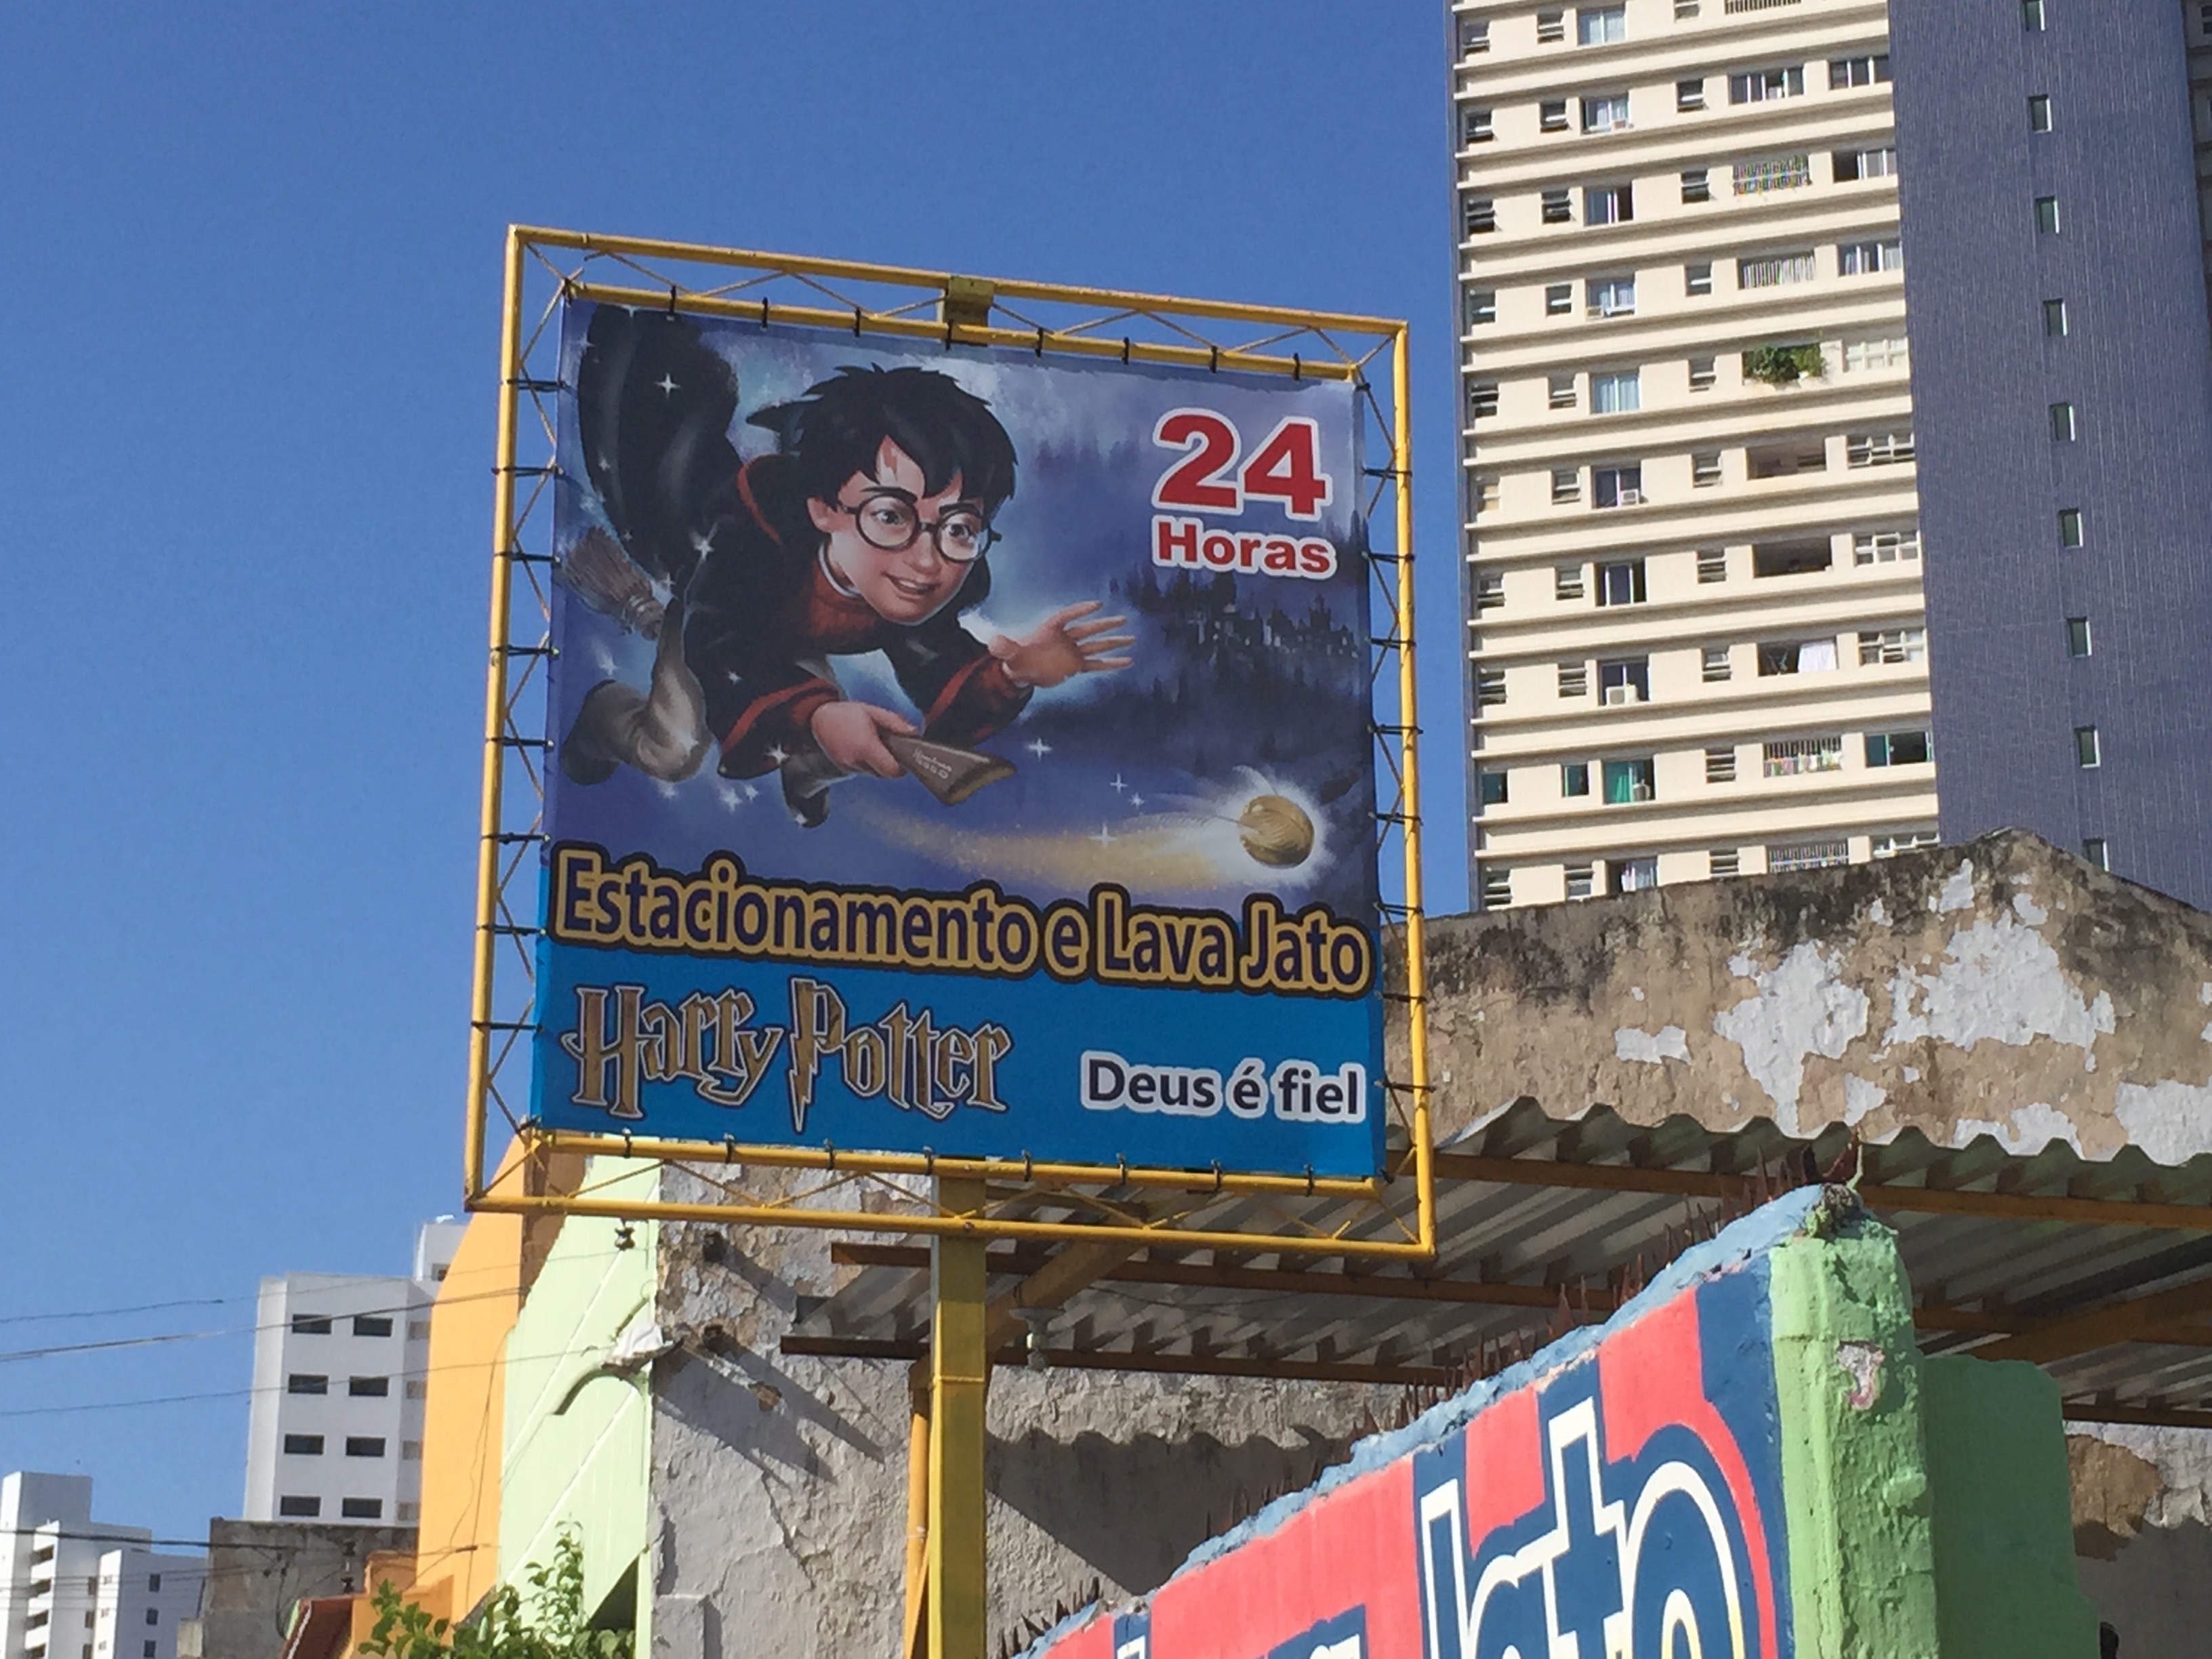 24
Horas
Estacionamento e Lava Jato
Harry Potter
Deus é fiel
Jato